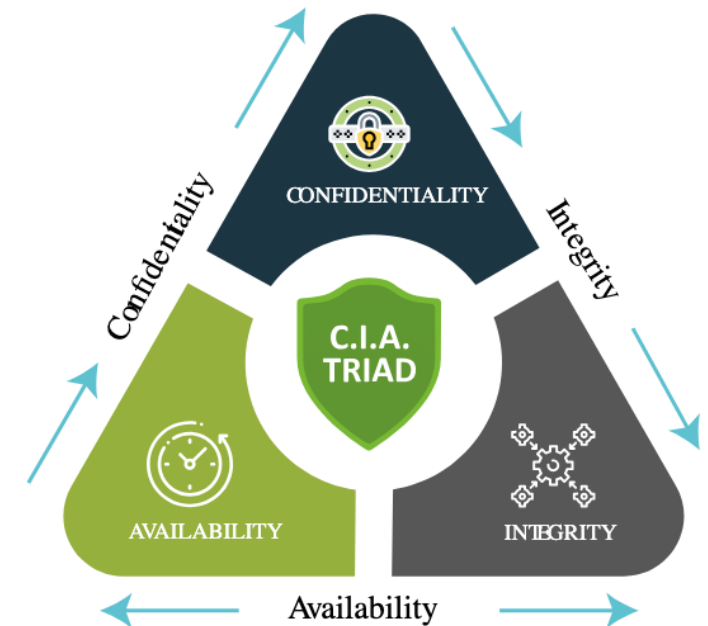 CONFIDENTIALITY
Confidentiality
Integrity
C.I.A.
TRIAD
AVAILABILITY
INTEGRITY
Availability